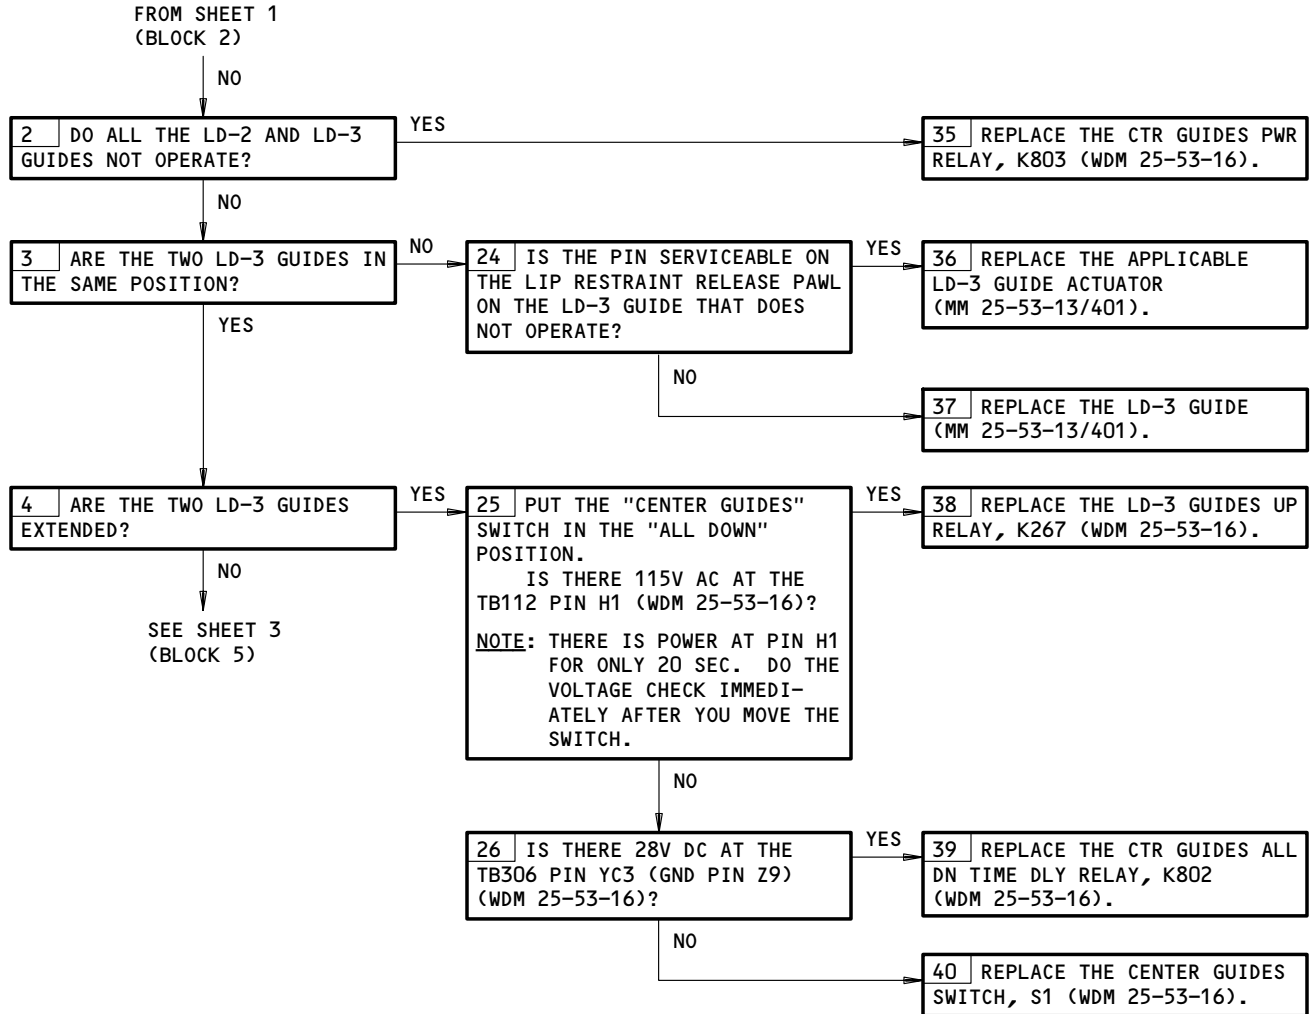 FROM SHEET 1
(BLOCK 2)
NO
2 DO ALL THE LD-2 AND LD-3
GUIDES NOT OPERATE?
YES
35 REPLACE THE CTR GUIDES PWR
RELAY, K803 (WDM 25-53-16).
NO
3 ARE THE TWO LD-3 GUIDES IN
THE SAME POSITION?
NO
24 IS THE PIN SERVICEABLE ON
THE LIP RESTRAINT RELEASE PAWL
ON THE LD-3 GUIDE THAT DOES
NOT OPERATE?
YES
36 REPLACE THE APPLICABLE
LD-3 GUIDE ACTUATOR
(MM 25-53-13/401).
YES
NO
37 REPLACE THE LD-3 GUIDE
(MM 25-53-13/401).
4 ARE THE TWO LD-3 GUIDES
EXTENDED?
YES
25 PUT THE "CENTER GUIDES"
SWITCH IN THE "ALL DOWN"
POSITION.
IS THERE 115V AC AT THE
TB112 PIN H1 (WDM 25-53-16)?
NOTE: THERE IS POWER AT PIN H1
FOR ONLY 20 SEC. DO THE
VOLTAGE CHECK IMMEDI-
ATELY AFTER YOU MOVE THE
SWITCH.
YES
38 REPLACE THE LD-3 GUIDES UP
RELAY, K267 (WDM 25-53-16).
NO
SEE SHEET 3
(BLOCK 5)
NO
26 IS THERE 28V DC AT THE
TB306 PIN YC3 (GND PIN Z9)
(WDM 25-53-16)?
YES
39 REPLACE THE CTR GUIDES ALL
DN TIME DLY RELAY, K802
(WDM 25-53-16).
NO
40 REPLACE THE CENTER GUIDES
SWITCH, S1 (WDM 25-53-16).